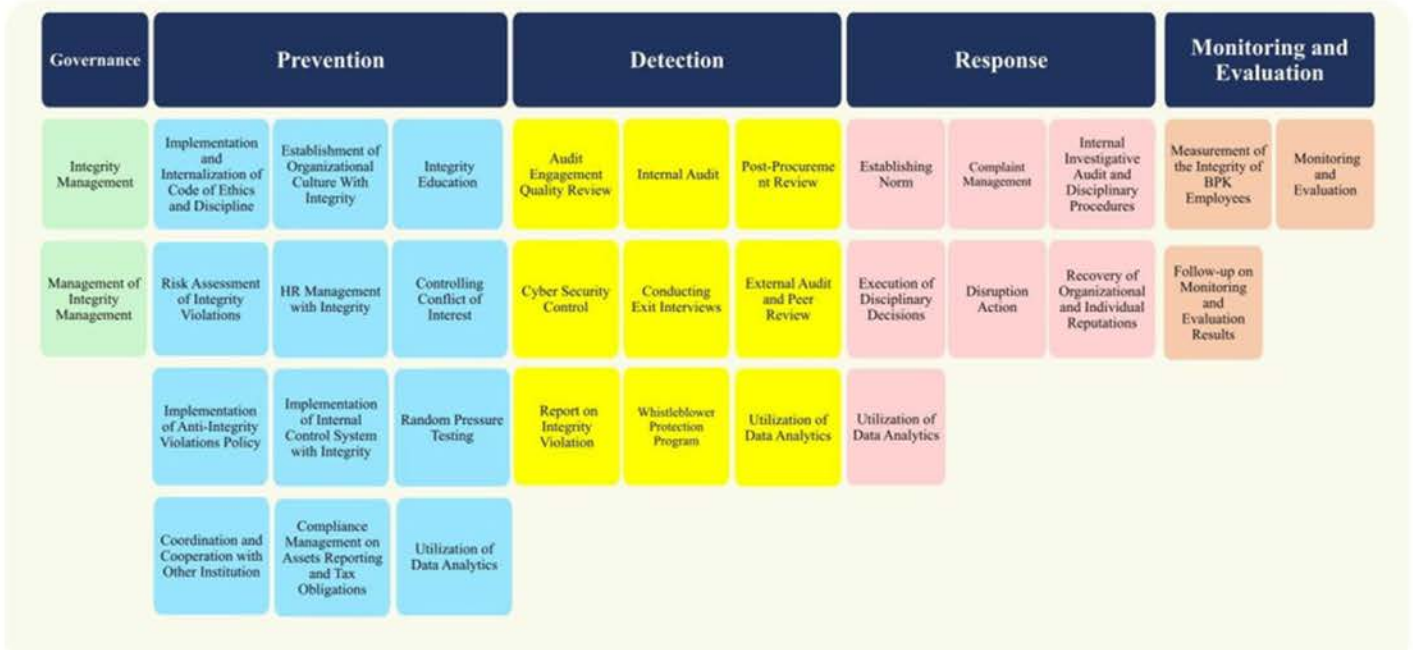 Governance
Prevention
Detection
Response
Monitoring and
Evaluation
Integrity
Management
Implementation
and
Internalization of
Code of Ethics
and Discipline
Establishment of
Organizational
Culture With
Integrity
Integrity
Education
Audit
Engagement
Quality Review
Internal Audit
Post-Procureme
nt Review
Establishing
Norm
Complaint
Management
Internal
Investigative
Audit and
Disciplinary
Procedures
Measurement of
the Integrity of
BPK
Employees
Monitoring
and
Evaluation
Management of
Integrity
Management
Risk Assessment
of Integrity
Violations
HR Management
with Integrity
Controlling
Conflict of
Interest
Cyber Security
Control
Conducting
Exit Interviews
External Audit
and Peer
Review
Execution of
Disciplinary
Decisions
Disruption
Action
Recovery of
Organizational
and Individual
Reputations
Follow-up on
Monitoring
and
Evaluation
Results
Implementation
of Anti-Integrity
Violations Policy
Implementation
of Internal
Control System
with Integrity
Random Pressure
Testing
Report on
Integrity
Violation
Whistleblower
Protection
Program
Utilization of
Data Analytics
Utilization of
Data Analytics
Coordination and
Cooperation with
Other Institution
Compliance
Management on
Assets Reporting
and Tax
Obligations
Utilization of
Data Analytics